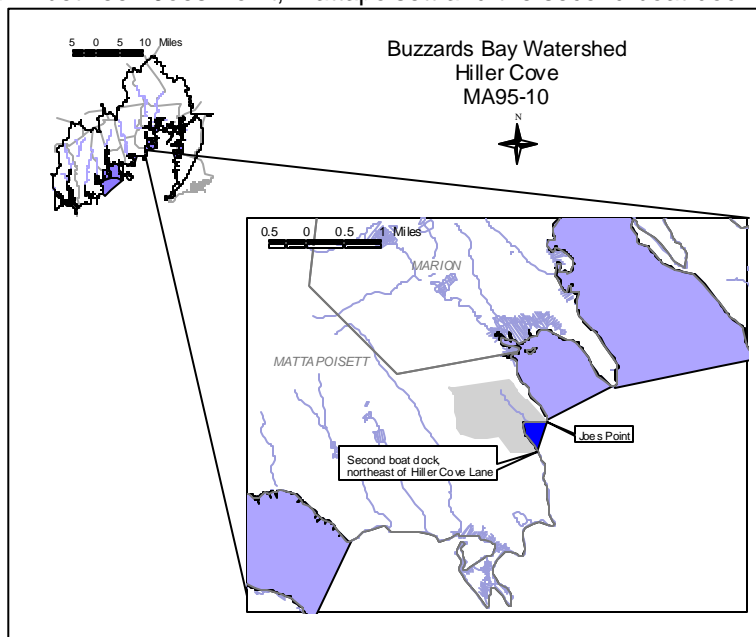 5 0 5 10 Miles
Buzzards Bay Watershed
Hiller Cove
MA95-10
N
0.5 0 0.5 1 Miles
MARION
MATTAPOISETT
Joes Point
Second boat dock,
northeast of Hiller Cove Lane